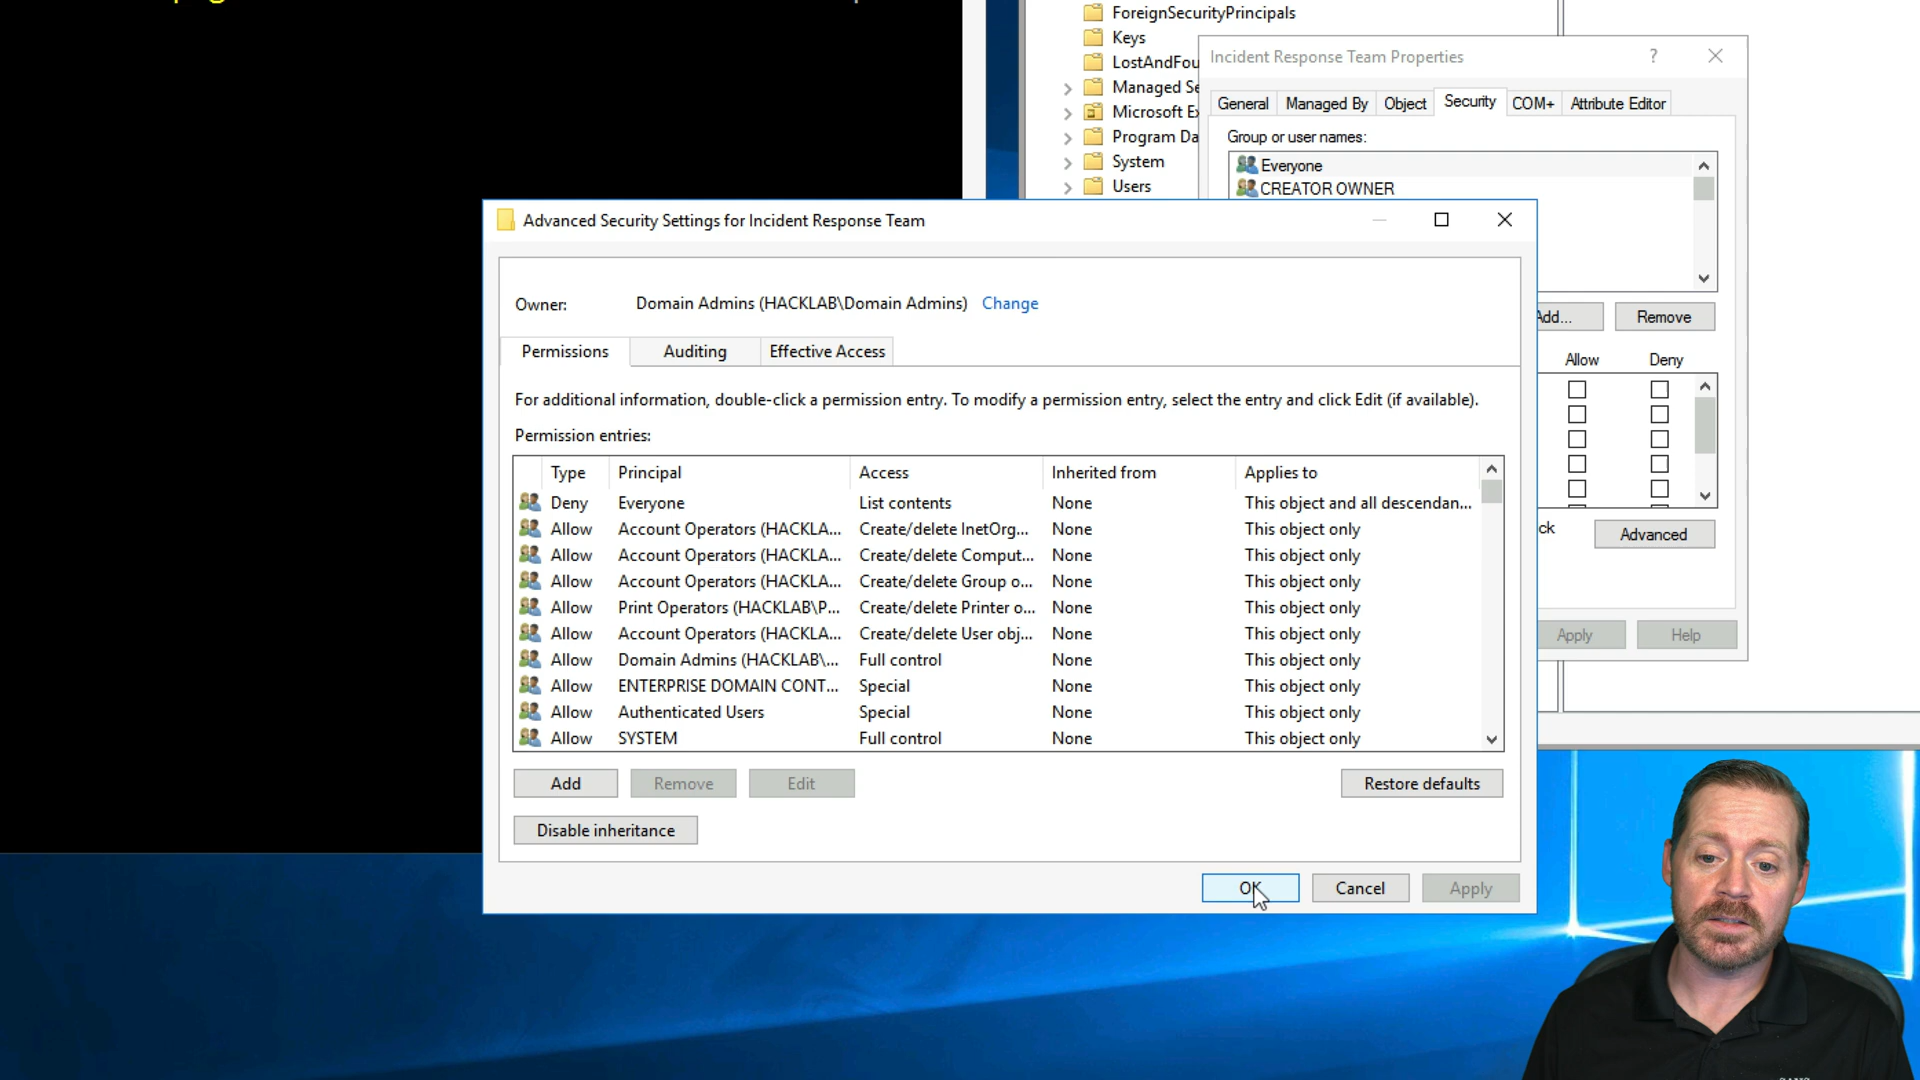 ForeignSecurityPrincipals
Keys
LostAndFou
Managed Se
Microsoft Ex
Program Da
System
Users
Incident Response Team Properties
?
General
Managed By
Object
Security
COM+
Attribute Editor
Group or user names:
Everyone
CREATOR OWNER
Add...
Remove
Allow
Deny
ck
Advanced
Apply
Help
Advanced Security Settings for Incident Response Team
Owner: Domain Admins (HACKLAB\Domain Admins) Change
Permissions
Auditing
Effective Access
For additional information, double-click a permission entry. To modify a permission entry, select the entry and click Edit (if available).
Permission entries:
Type Principal Access Inherited from Applies to
Deny Everyone List contents None This object and all descendan...
Allow Account Operators (HACKLA... Create/delete InetOrg... None This object only
Allow Account Operators (HACKLA... Create/delete Comput... None This object only
Allow Account Operators (HACKLA... Create/delete Group o... None This object only
Allow Print Operators (HACKLAB\P... Create/delete Printer o... None This object only
Allow Account Operators (HACKLA... Create/delete User obj... None This object only
Allow Domain Admins (HACKLAB\... Full control None This object only
Allow ENTERPRISE DOMAIN CONT... Special None This object only
Allow Authenticated Users Special None This object only
Allow SYSTEM Full control None This object only
Add
Remove
Edit
Restore defaults
Disable inheritance
OK
Cancel
Apply